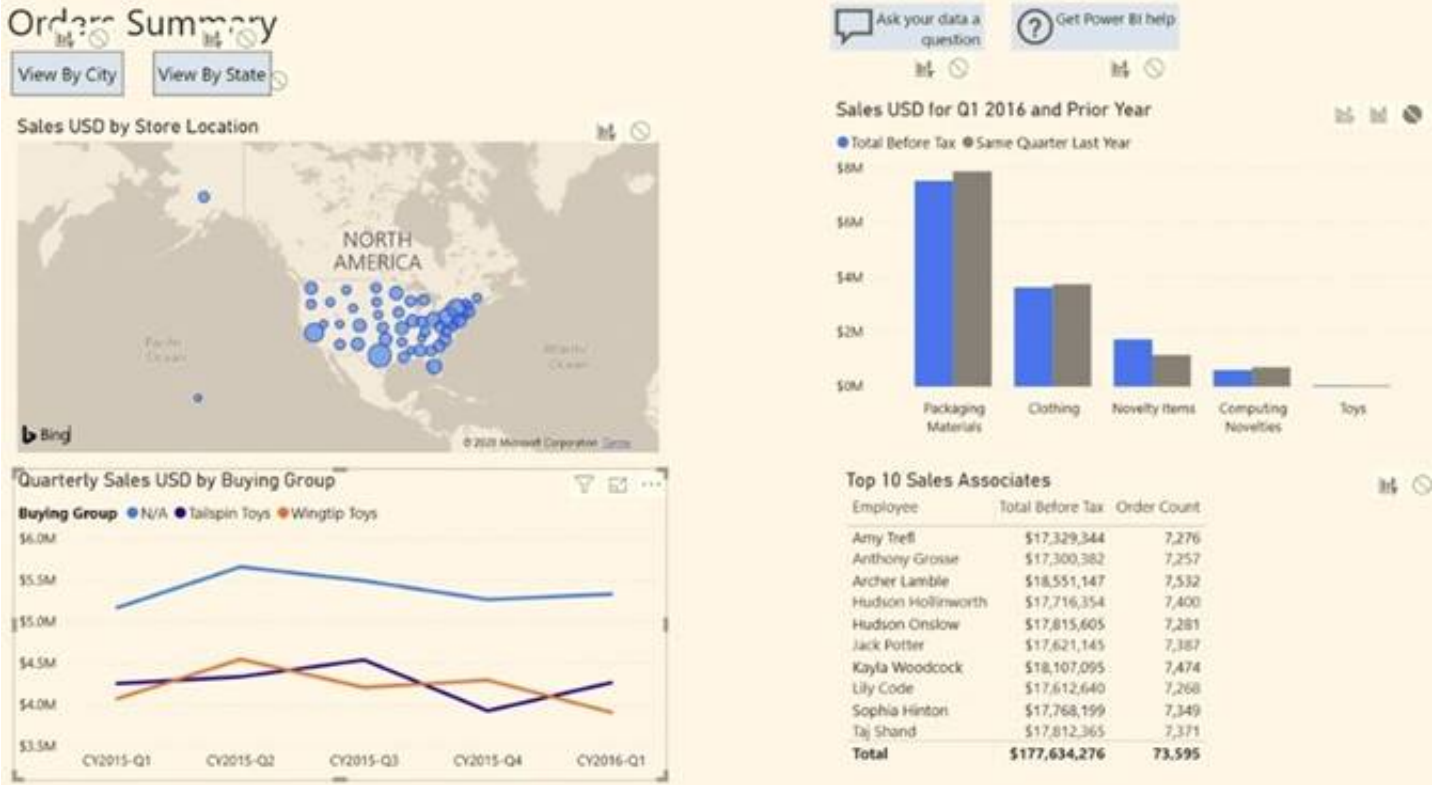 Orders Summary
View By City
View By State
Ask your data a
question
Get Power BI help
Sales USD by Store Location
NORTH
AMERICA
Pacific
Ocean
Atlantic
Ocean
Bing
© 2020 Microsoft Corporation Terms
Sales USD for Q1 2016 and Prior Year
Total Before Tax Same Quarter Last Year
$8M
$6M
$4M
$2M
$0M
Packaging
Materials
Clothing
Novelty Items
Computing
Novelties
Toys
Quarterly Sales USD by Buying Group
Buying Group N/A Tailspin Toys Wingtip Toys
$6.0M
$5.5M
$5.0M
$4.5M
$4.0M
$3.5M
CY2015-Q1 CY2015-Q2 CY2015-Q3 CY2015-Q4 CY2016-Q1
Top 10 Sales Associates
Employee Total Before Tax Order Count
Amy Trefl $17,329,344 7,276
Anthony Grosse $17,300,382 7,257
Archer Lamble $18,551,147 7,532
Hudson Hollinworth $17,716,354 7,400
Hudson Onslow $17,815,605 7,281
Jack Potter $17,621,145 7,387
Kayla Woodcock $18,107,095 7,474
Lily Code $17,612,640 7,268
Sophia Hinton $17,768,199 7,349
Taj Shand $17,812,365 7,371
Total $177,634,276 73,595